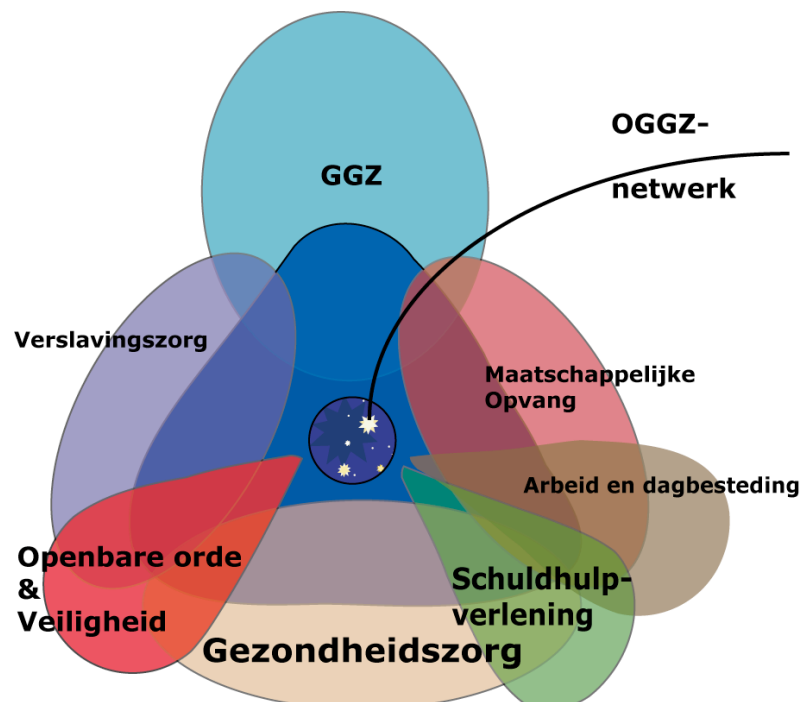 OGGZ-
netwerk
GGZ
Verslavingszorg
Maatschappelijke
Opvang
Arbeid en dagbesteding
Openbare orde
&
Veiligheid
Schuldhulp-
verlening
Gezondheidszorg